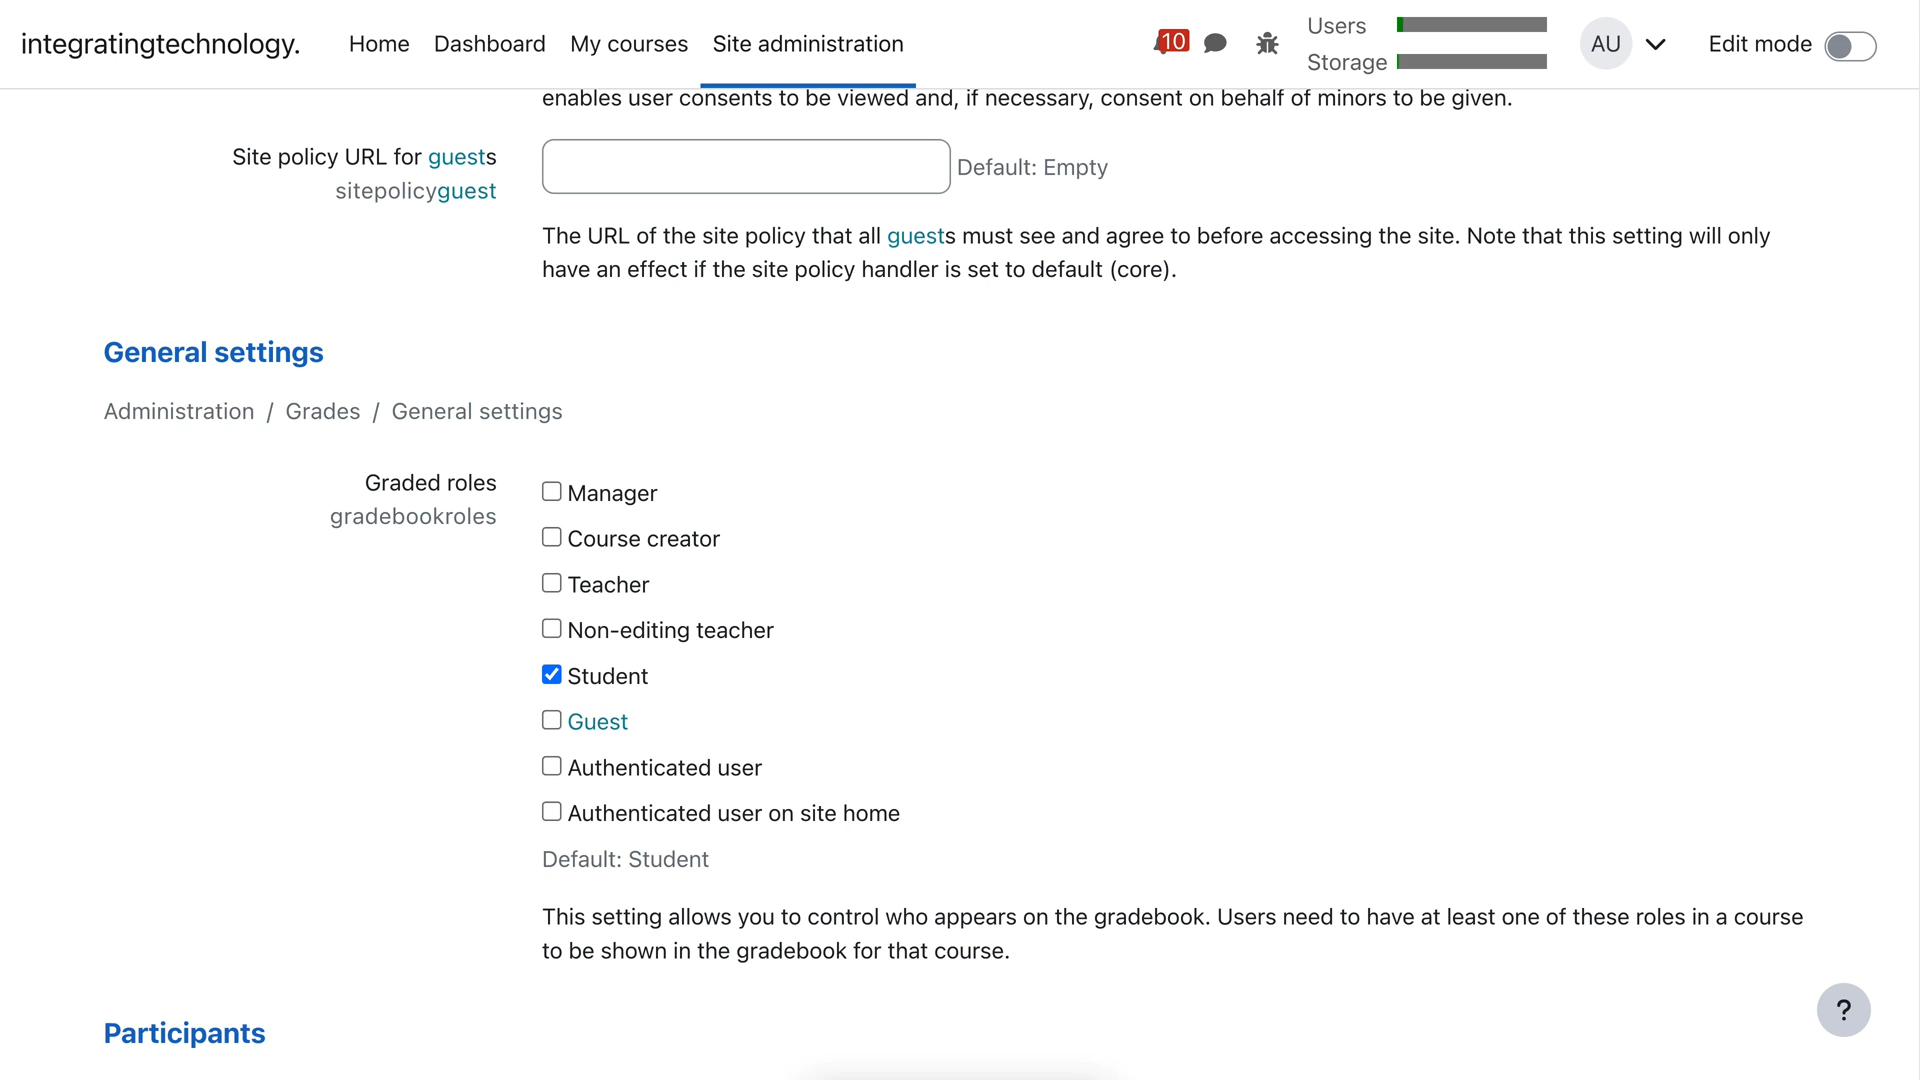 integratingtechnology.
Home
Dashboard
My courses
Site administration
10
Users
Storage
AU
Edit mode
enables user consents to be viewed and, if necessary, consent on behalf of minors to be given.
Site policy URL for guests
sitepolicyguest
Default: Empty
The URL of the site policy that all guests must see and agree to before accessing the site. Note that this setting will only
have an effect if the site policy handler is set to default (core).
General settings
Administration / Grades / General settings
Graded roles
gradebookroles
Manager
Course creator
Teacher
Non-editing teacher
Student
Guest
Authenticated user
Authenticated user on site home
Default: Student
This setting allows you to control who appears on the gradebook. Users need to have at least one of these roles in a course
to be shown in the gradebook for that course.
Participants
?